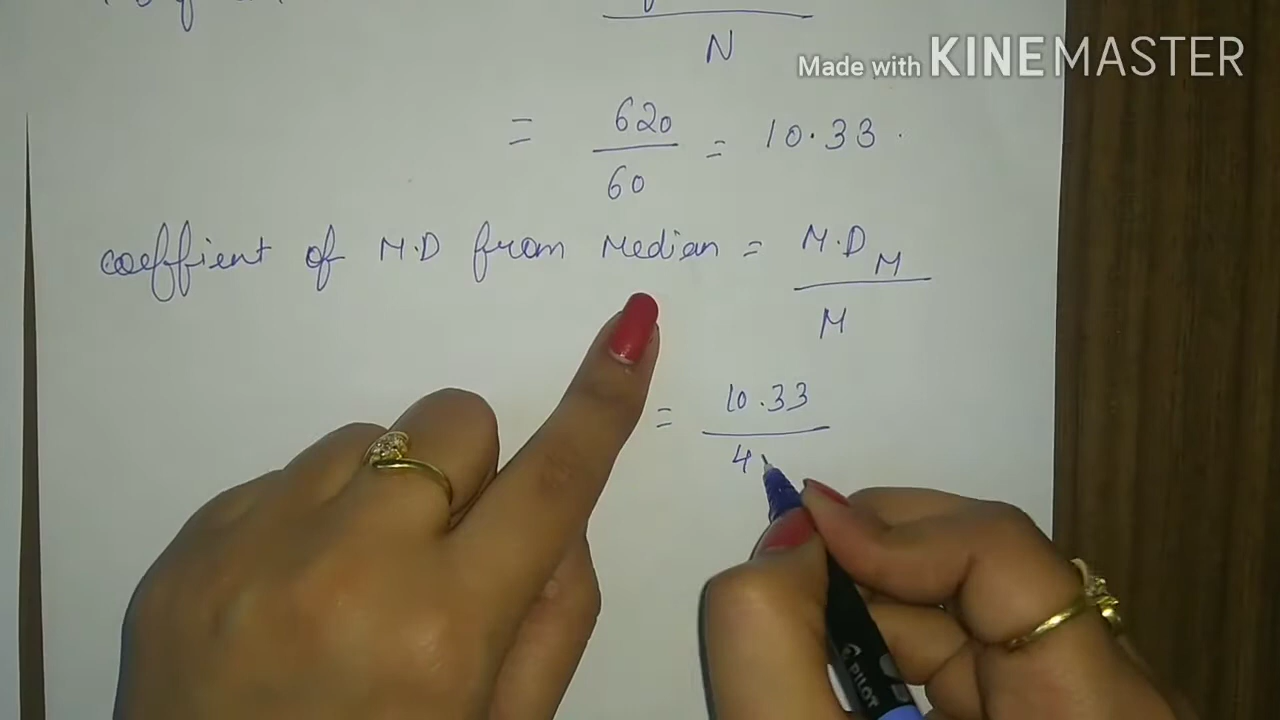 N
Made with KINEMASTER
= 620 / 60 = 10.33.
coeffient of M.D from Median = M.D M / M
= 10.33 / 4
PILOT